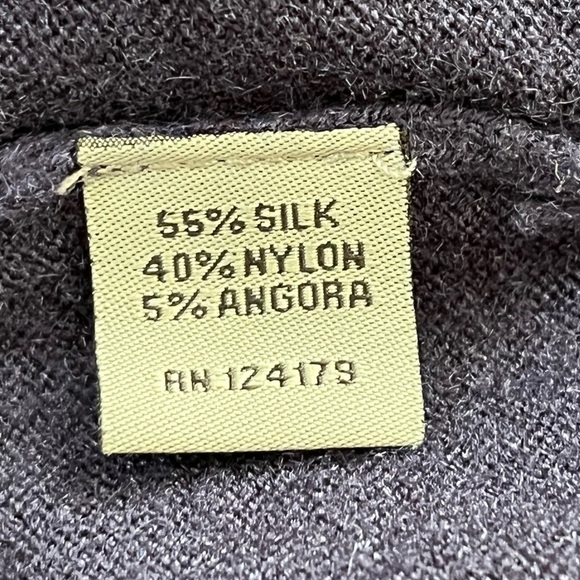 55% SILK
40% NYLON
5% ANGORA
RN 124179